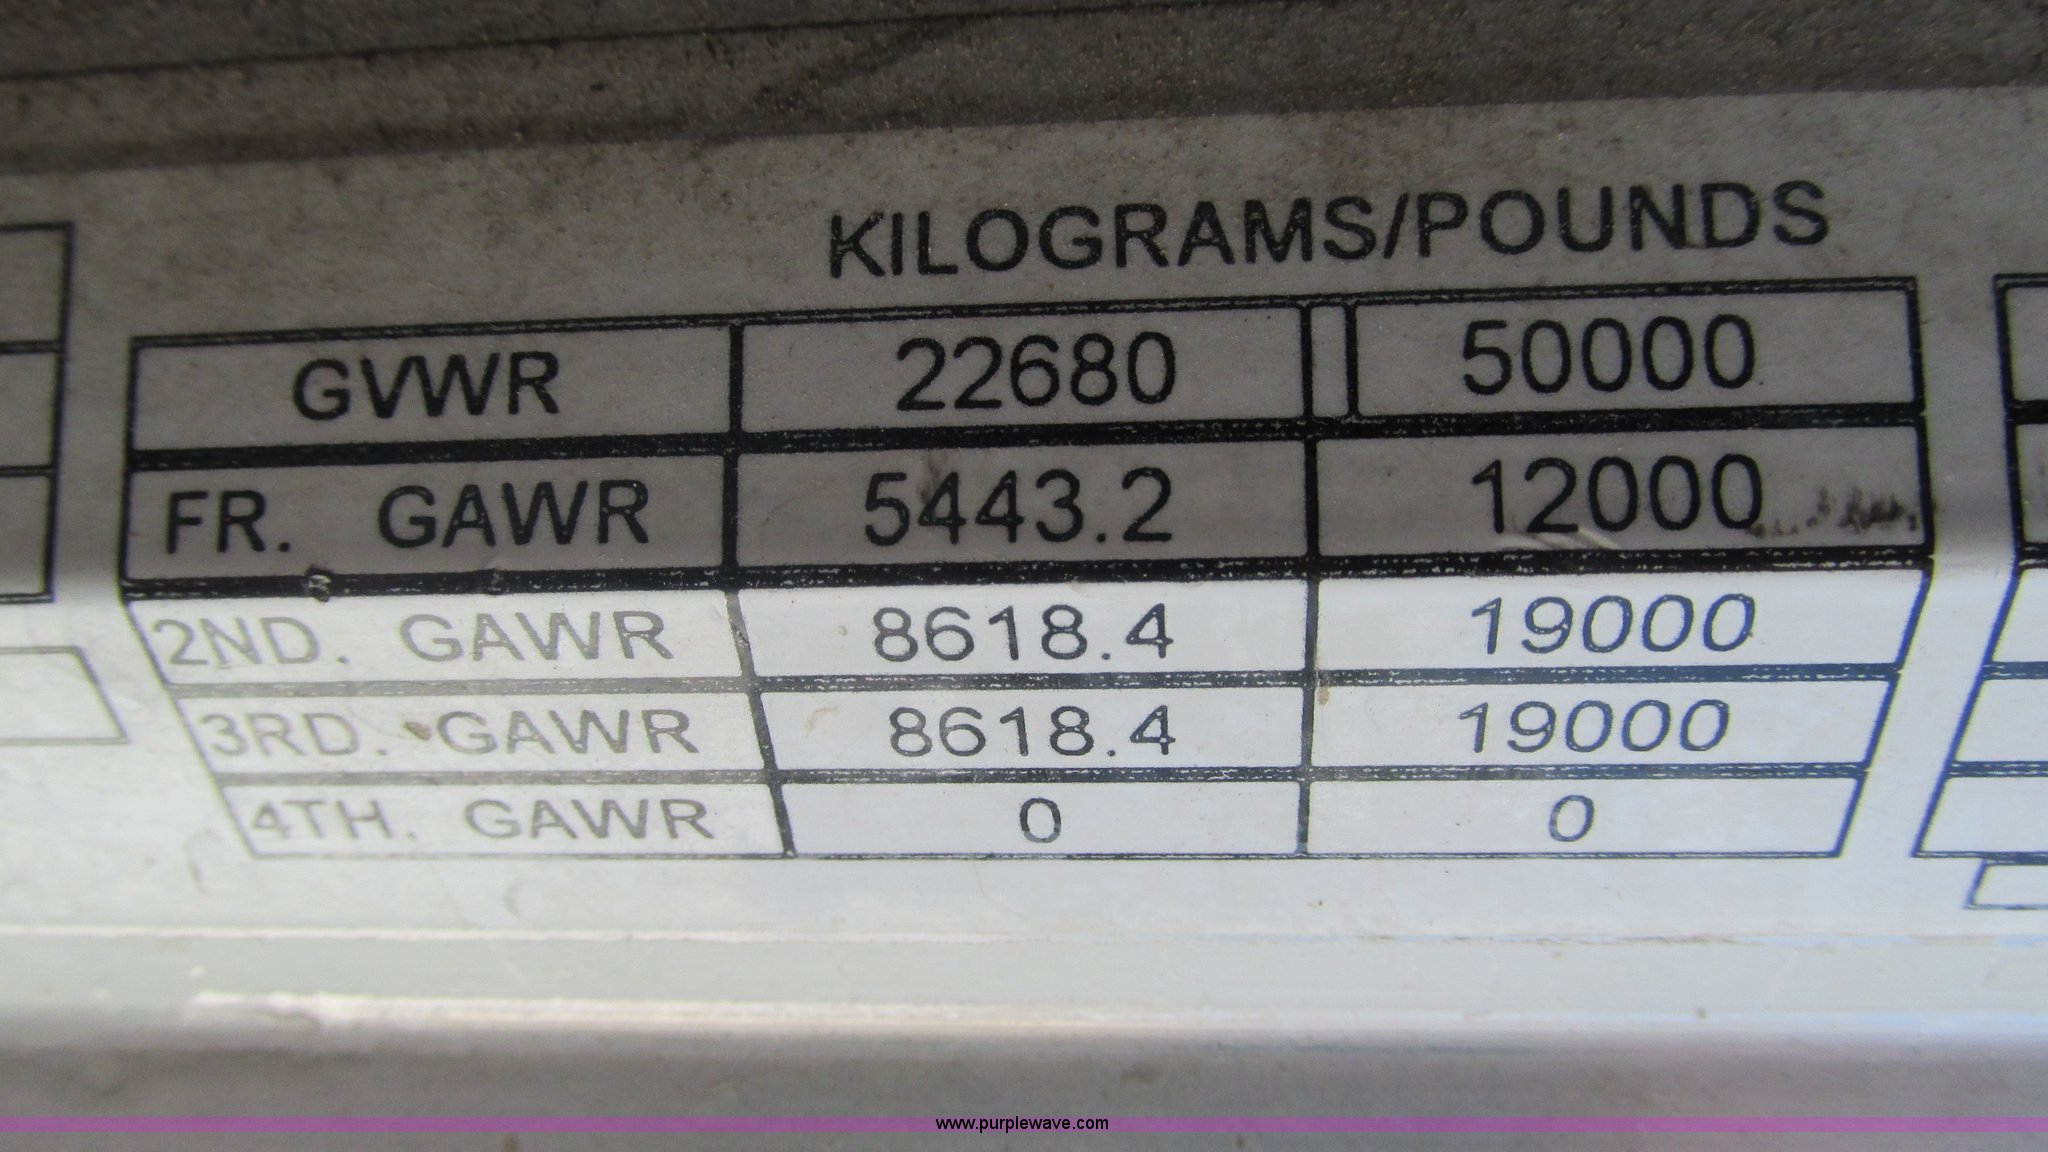 KILOGRAMS/POUNDS
GVWR 22680 50000
FR. GAWR 5443.2 12000
2ND. GAWR 8618.4 19000
3RD. GAWR 8618.4 19000
4TH. GAWR 0 0
www.purplewave.com